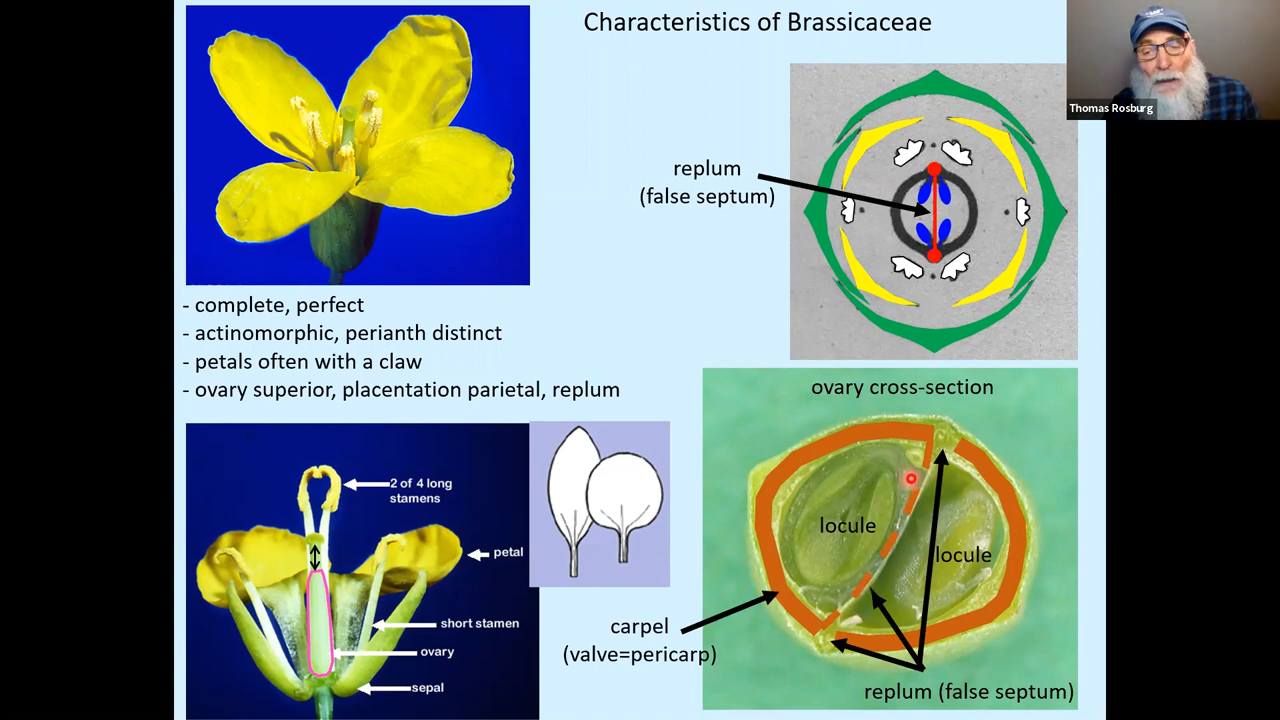 Characteristics of Brassicaceae
Thomas Rosburg
replum
(false septum)
- complete, perfect
- actinomorphic, perianth distinct
- petals often with a claw
- ovary superior, placentation parietal, replum
ovary cross-section
2 of 4 long
stamens
petal
short stamen
ovary
sepal
locule
locule
carpel
(valve=pericarp)
replum (false septum)